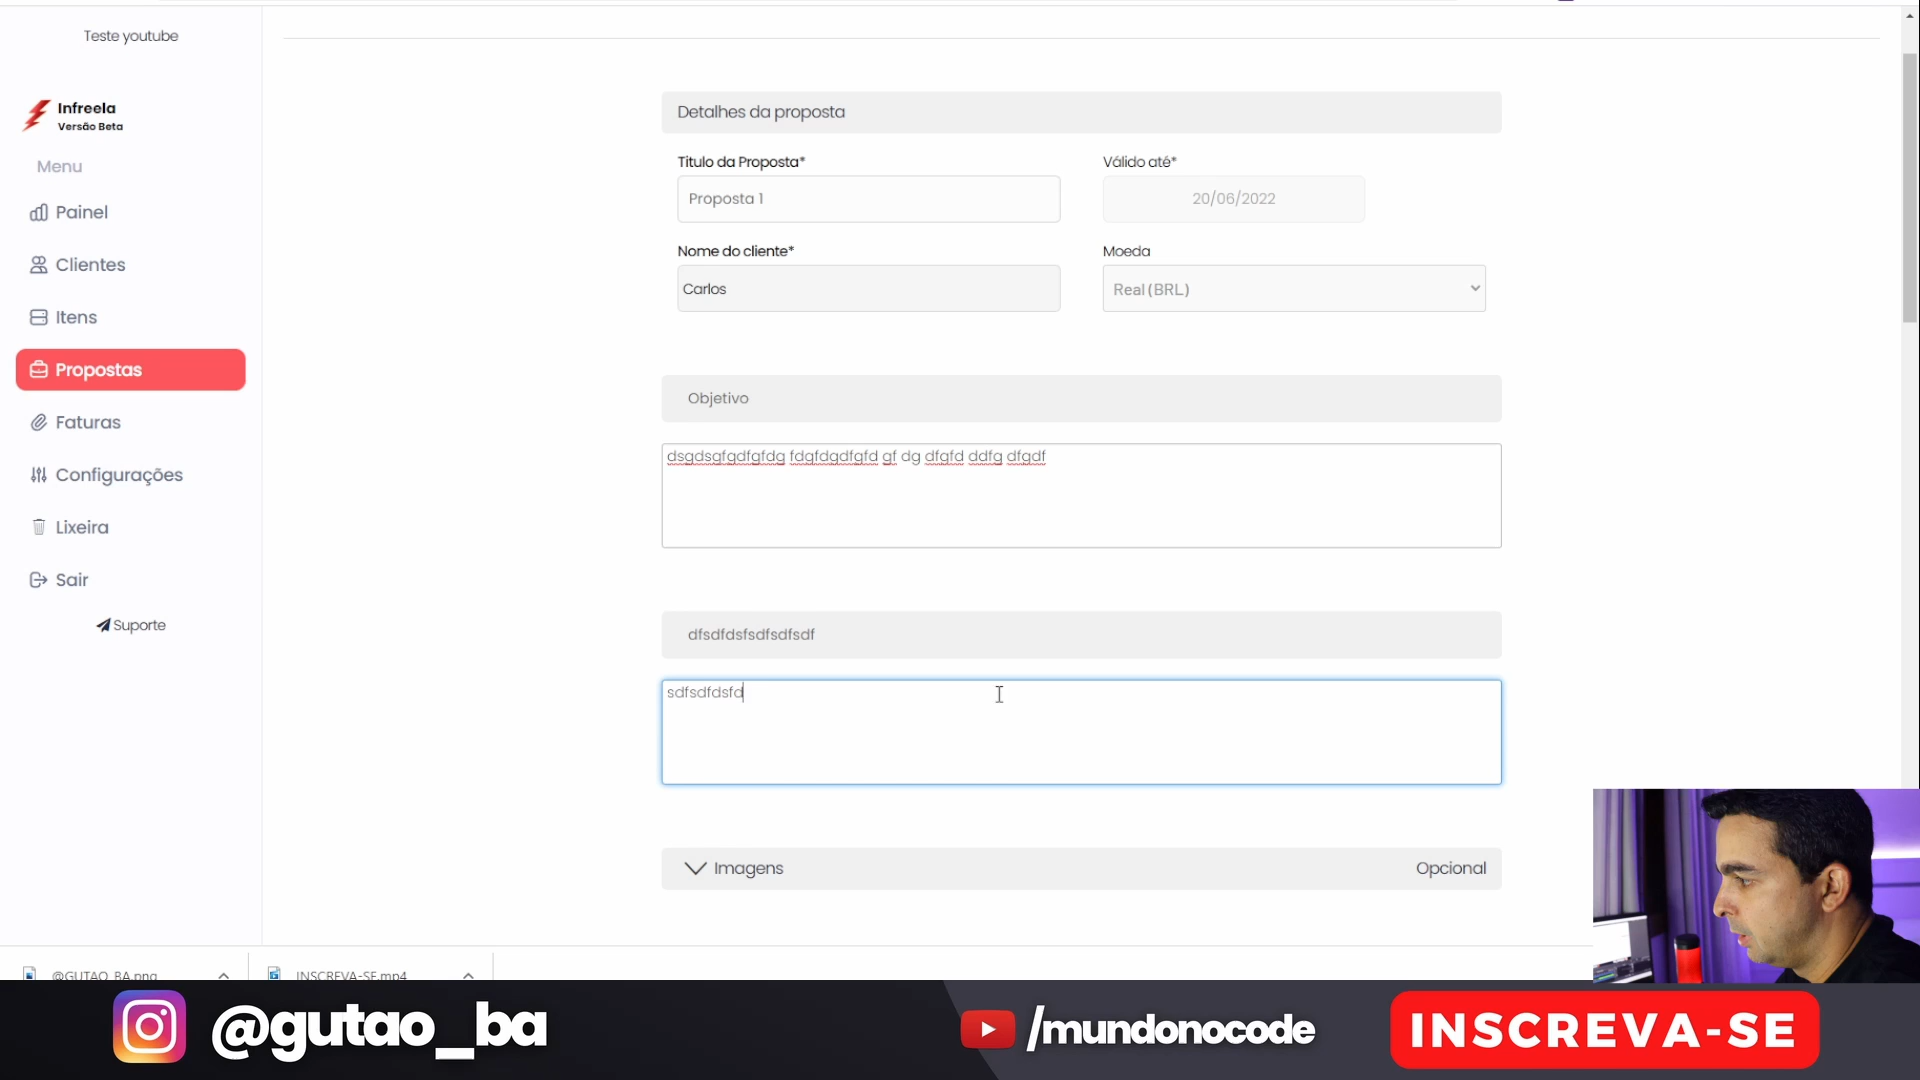 Teste youtube
Infreela
Versão Beta
Menu
Painel
Clientes
Itens
Propostas
Faturas
Configurações
Lixeira
Sair
Suporte
Detalhes da proposta
Titulo da Proposta*
Válido até*
Proposta 1
20/06/2022
Nome do cliente*
Moeda
Carlos
Real (BRL)
Objetivo
dsgdsgfgdfgfdg fdgfdgdfgfd gf dg dfgfd ddfg dfgdf
dfsdfdsfsdfsdfsdf
sdfsdfdsfd
Imagens
Opcional
@GUTAO_BA.png
INSCREVA-SE.mp4
@gutao_ba
/mundonocode
INSCREVA-SE